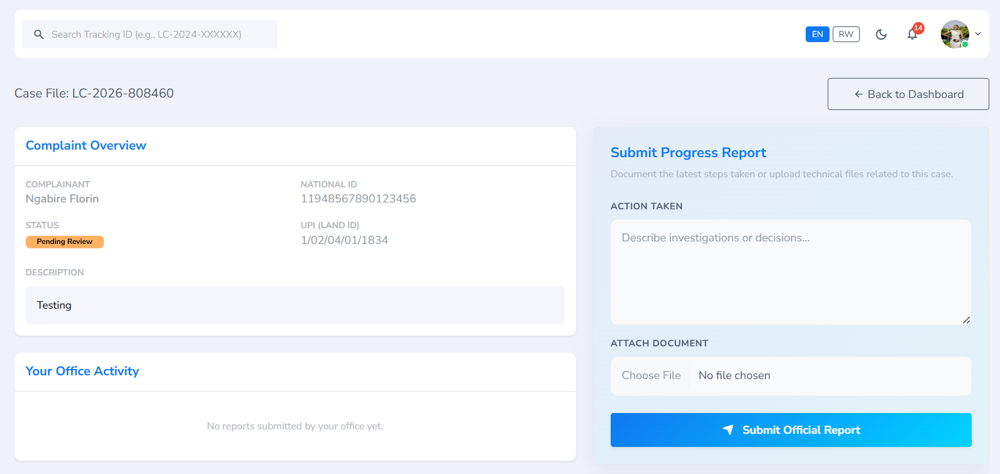 Search Tracking ID (e.g., LC-2024-XXXXXX)
EN
RW
14
Case File: LC-2026-808460
← Back to Dashboard
Complaint Overview
COMPLAINANT
Ngabire Florin
NATIONAL ID
11948567890123456
STATUS
Pending Review
UPI (LAND ID)
1/02/04/01/1834
DESCRIPTION
Testing
Your Office Activity
No reports submitted by your office yet.
Submit Progress Report
Document the latest steps taken or upload technical files related to this case.
ACTION TAKEN
Describe investigations or decisions...
ATTACH DOCUMENT
Choose File
No file chosen
Submit Official Report